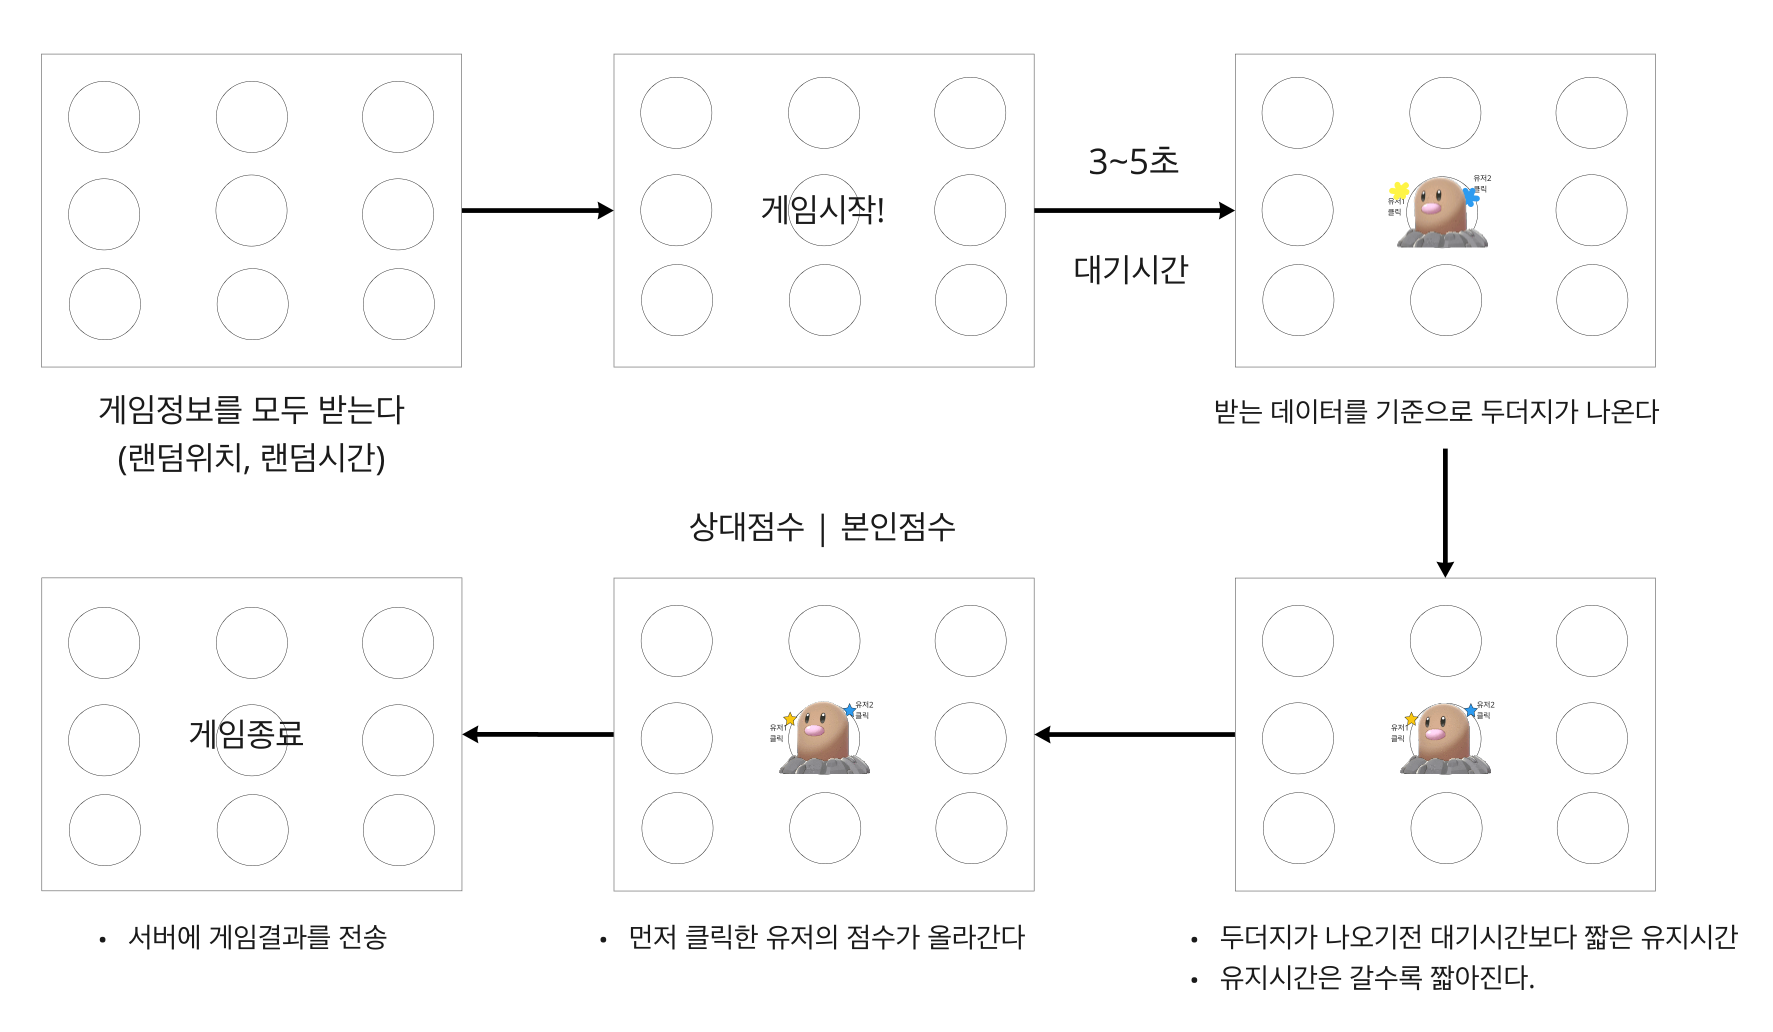 게임시작!
3~5초
대기시간
유저1
클릭
유저2
클릭
게임정보를 모두 받는다
(랜덤위치, 랜덤시간)
받는 데이터를 기준으로 두더지가 나온다
상대점수 | 본인점수
유저1
클릭
유저2
클릭
유저1
클릭
유저2
클릭
게임종료
• 서버에 게임결과를 전송
• 먼저 클릭한 유저의 점수가 올라간다
• 두더지가 나오기전 대기시간보다 짧은 유지시간
• 유지시간은 갈수록 짧아진다.